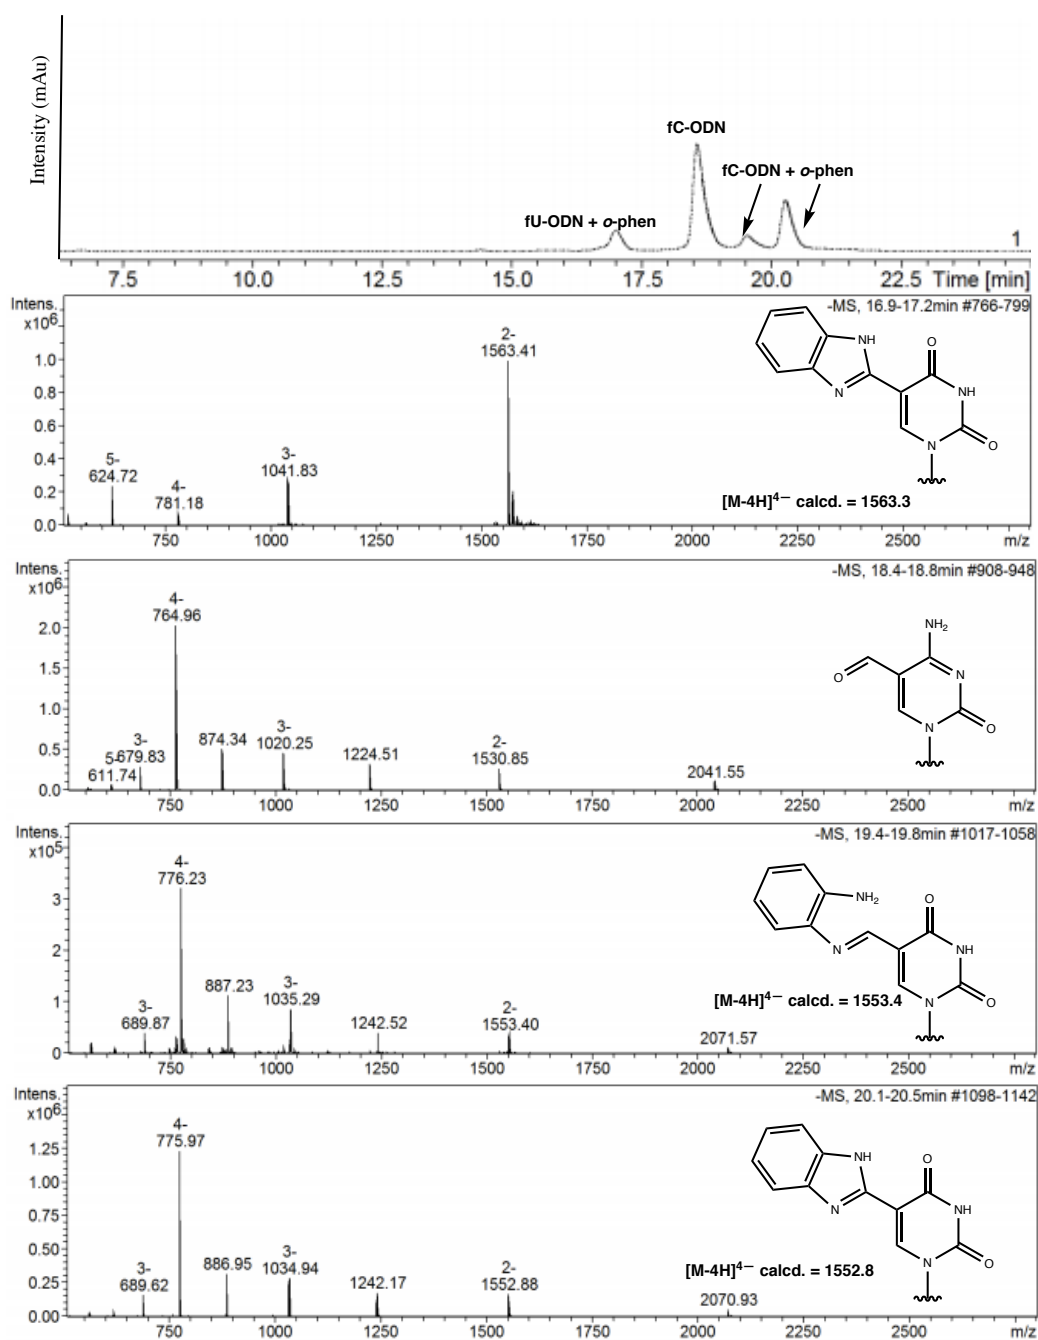 Intensity (mAu)
fC-ODN
fC-ODN + o-phen
fU-ODN + o-phen
1
7.5 10.0 12.5 15.0 17.5 20.0 22.5 Time [min]
Intens.
x10⁶
-MS, 16.9-17.2min #766-799
2-
1563.41
1.0
0.8
0.6
0.4
0.2
0.0
5-
624.72
4-
781.18
3-
1041.83
NH
N
O
NH
N
O
[M-4H]⁴⁻ calcd. = 1563.3
750 1000 1250 1500 1750 2000 2250 2500 m/z
Intens.
x10⁶
-MS, 18.4-18.8min #908-948
4-
764.96
2.0
1.5
1.0
0.5
0.0
3-
679.83
5-
611.74
874.34
3-
1020.25
1224.51
2-
1530.85
2041.55
NH₂
O
N
N
O
750 1000 1250 1500 1750 2000 2250 2500 m/z
Intens.
x10⁵
-MS, 19.4-19.8min #1017-1058
4-
776.23
3
2
1
0
3-
689.87
887.23
3-
1035.29
1242.52
2-
1553.40
2071.57
NH₂
O
N
NH
N
O
[M-4H]⁴⁻ calcd. = 1553.4
750 1000 1250 1500 1750 2000 2250 2500 m/z
Intens.
x10⁶
-MS, 20.1-20.5min #1098-1142
4-
775.97
1.25
1.00
0.75
0.50
0.25
0.00
3-
689.62
886.95
3-
1034.94
1242.17
2-
1552.88
2070.93
NH
O
N
NH
N
O
[M-4H]⁴⁻ calcd. = 1552.8
750 1000 1250 1500 1750 2000 2250 2500 m/z